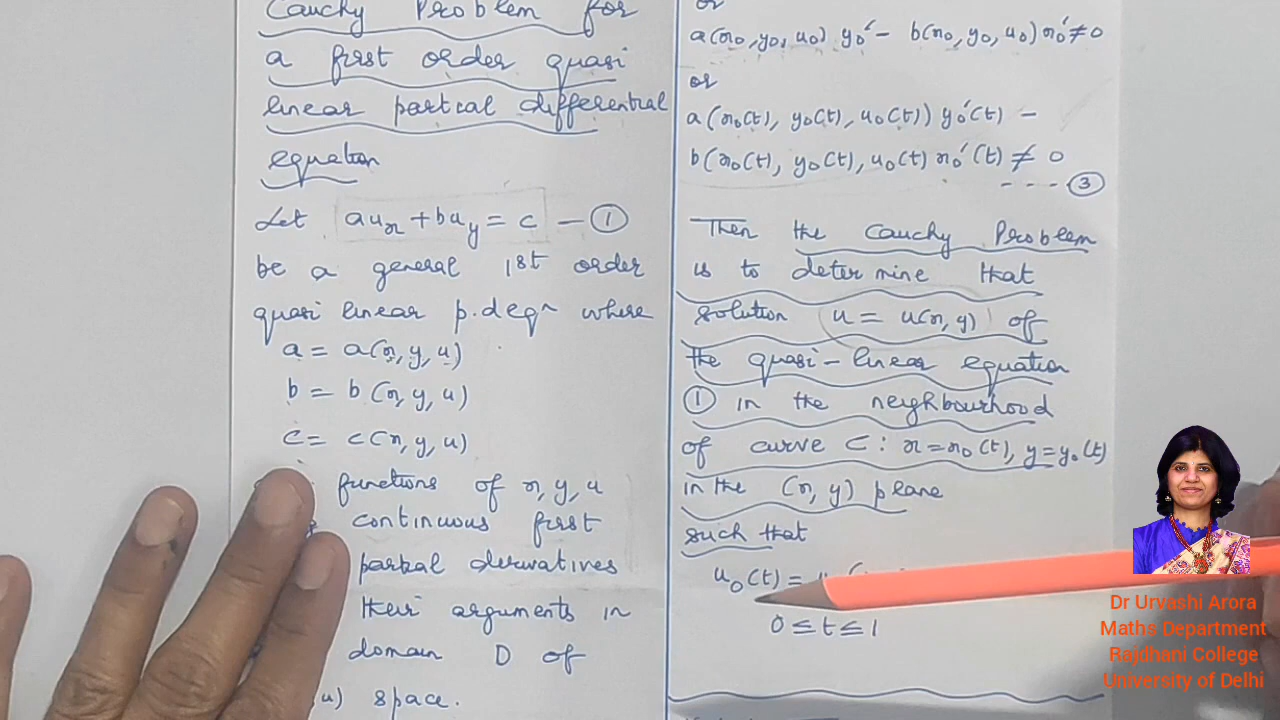 Cauchy Problem for
a first order quasi
linear partial differential
equation
Let au_x + bu_y = c — ①
be a general 1st order
quasi linear p.deqn where
a = a(x, y, u)
b = b(x, y, u)
c = c(x, y, u)
functions of x, y, u
continuous first
partial derivatives
their arguments in
domain D of
u) space.
or
a(x₀, y₀, u₀) y₀' - b(x₀, y₀, u₀) x₀' ≠ 0
or
a(x₀(t), y₀(t), u₀(t)) y₀'(t) -
b(x₀(t), y₀(t), u₀(t) x₀'(t) ≠ 0
---- ③
Then the Cauchy Problem
is to determine that
solution u = u(x, y) of
the quasi-linear equation
① in the neighbourhood
of curve C : x = x₀(t), y = y₀(t)
in the (x, y) plane
such that
u₀(t) =
0 ≤ t ≤ 1
Dr Urvashi Arora
Maths Department
Rajdhani College
University of Delhi